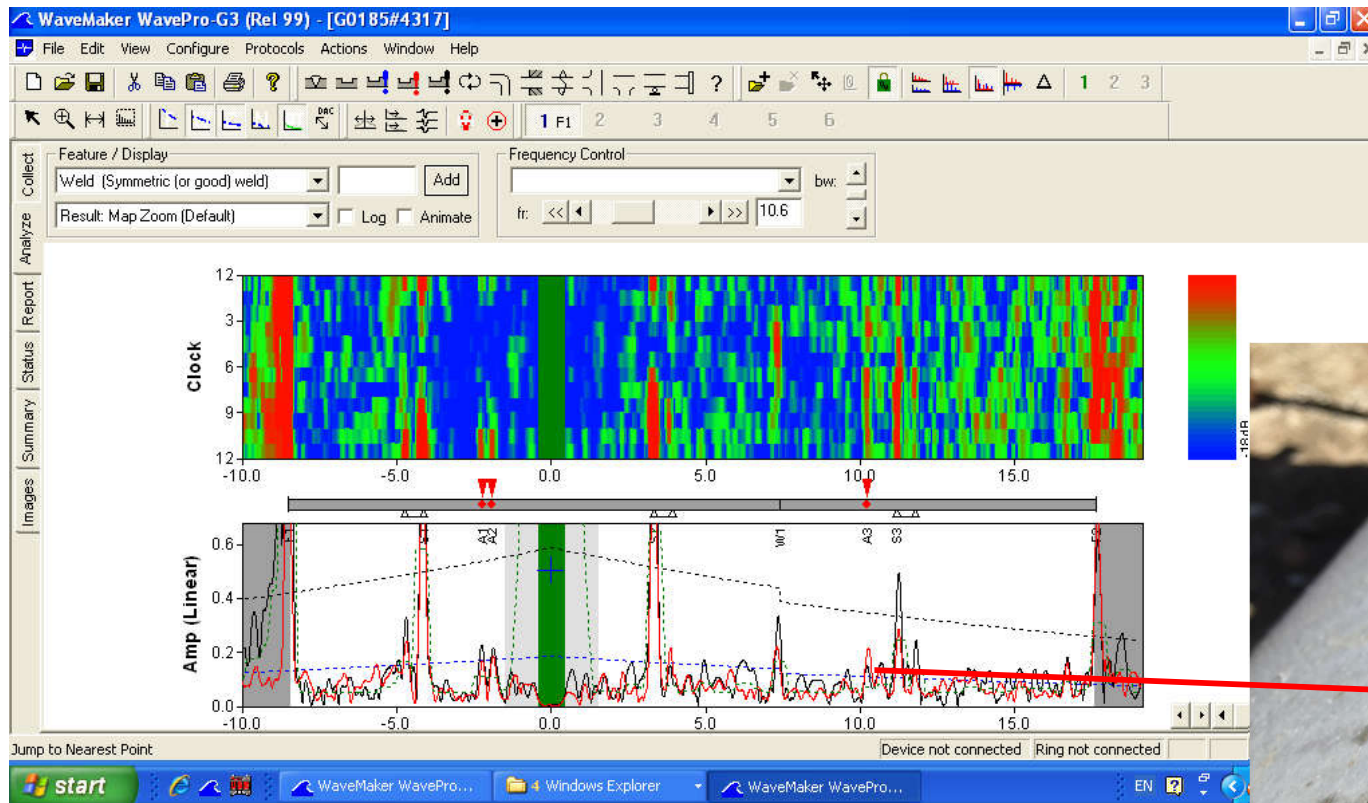 WaveMaker WavePro-G3 (Rel 99) - [G0185#4317]
File Edit View Configure Protocols Actions Window Help
? ? Δ 1 2 3
DAC 1 F1 2 3 4 5 6
Feature / Display Frequency Control
Weld (Symmetric (or good) weld) Add bw:
Result: Map Zoom (Default) Log Animate fr: << >> 10.6
Collect
Analyze
Report
Status
Summary
Images
Clock
12
3
6
9
12
-10.0 -5.0 0.0 5.0 10.0 15.0
-18dB
A1 A2 W1 A3 S3
Amp (Linear)
0.6
0.4
0.2
0.0
-10.0 -5.0 0.0 5.0 10.0 15.0
Jump to Nearest Point Device not connected Ring not connected
start WaveMaker WavePro... 4 Windows Explorer WaveMaker WavePro... EN